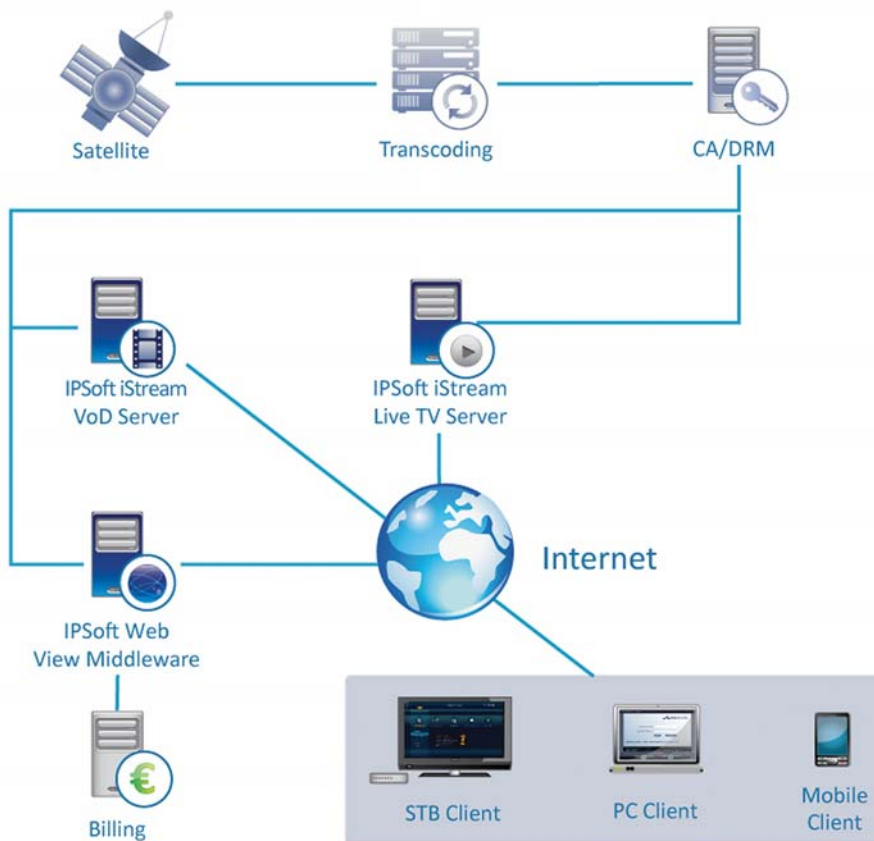 Satellite
Transcoding
CA/DRM
IPSoft iStream
VoD Server
IPSoft iStream
Live TV Server
Internet
IPSoft Web
View Middleware
Billing
STB Client
PC Client
Mobile
Client